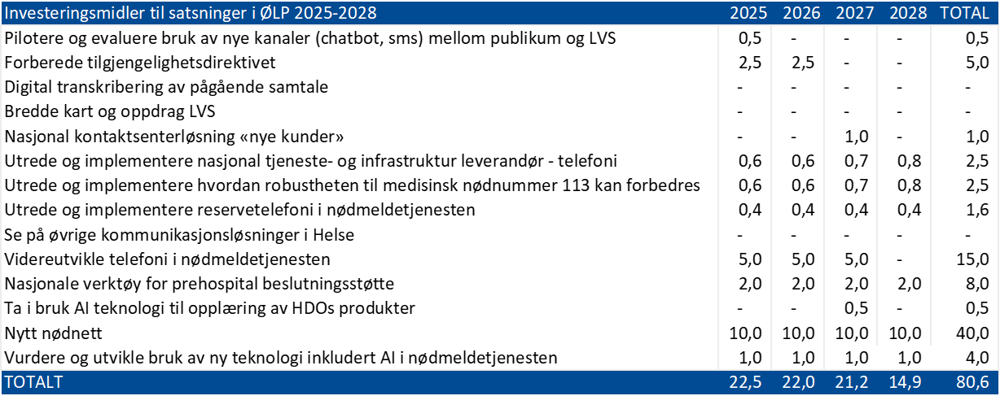 Investeringsmidler til satsninger i ØLP 2025-2028 2025 2026 2027 2028 TOTAL
Pilotere og evaluere bruk av nye kanaler (chatbot, sms) mellom publikum og LVS 0,5 - - - 0,5
Forberede tilgjengelighetsdirektivet 2,5 2,5 - - 5,0
Digital transkribering av pågående samtale - - - - -
Bredde kart og oppdrag LVS - - - - -
Nasjonal kontaktsenterløsning «nye kunder» - - 1,0 - 1,0
Utrede og implementere nasjonal tjeneste- og infrastruktur leverandør - telefoni 0,6 0,6 0,7 0,8 2,5
Utrede og implementere hvordan robustheten til medisinsk nødnummer 113 kan forbedres 0,6 0,6 0,7 0,8 2,5
Utrede og implementere reservetelefoni i nødmeldetjenesten 0,4 0,4 0,4 0,4 1,6
Se på øvrige kommunikasjonsløsninger i Helse - - - - -
Videreutvikle telefoni i nødmeldetjenesten 5,0 5,0 5,0 - 15,0
Nasjonale verktøy for prehospital beslutningsstøtte 2,0 2,0 2,0 2,0 8,0
Ta i bruk AI teknologi til opplæring av HDOs produkter - - 0,5 - 0,5
Nytt nødnett 10,0 10,0 10,0 10,0 40,0
Vurdere og utvikle bruk av ny teknologi inkludert AI i nødmeldetjenesten 1,0 1,0 1,0 1,0 4,0
TOTALT 22,5 22,0 21,2 14,9 80,6